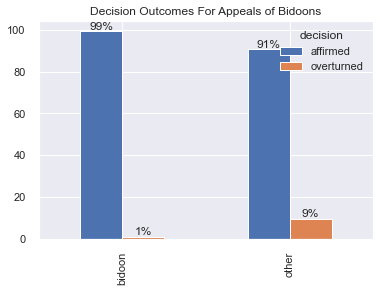 Decision Outcomes For Appeals of Bidoons
100
80
60
40
20
0
99%
1%
91%
9%
decision
affirmed
overturned
bidoon
other